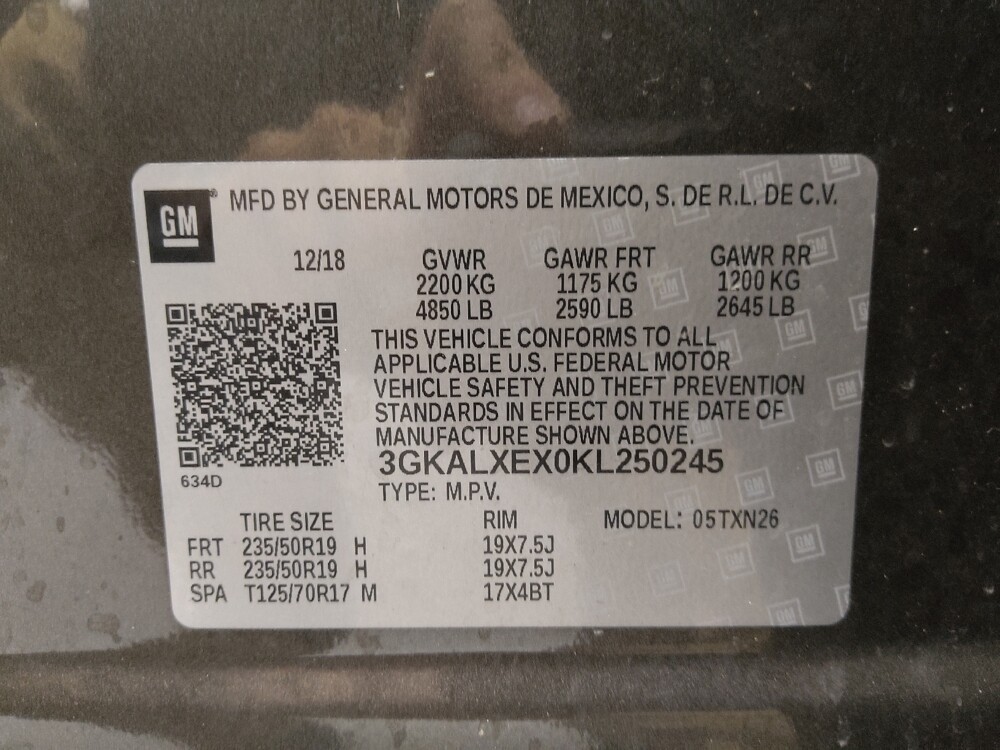 GM
MFD BY GENERAL MOTORS DE MEXICO, S. DE R.L. DE C.V.
12/18 GVWR GAWR FRT GAWR RR
2200 KG 1175 KG 1200 KG
4850 LB 2590 LB 2645 LB
THIS VEHICLE CONFORMS TO ALL
APPLICABLE U.S. FEDERAL MOTOR
VEHICLE SAFETY AND THEFT PREVENTION
STANDARDS IN EFFECT ON THE DATE OF
MANUFACTURE SHOWN ABOVE.
3GKALXEX0KL250245
634D
TYPE: M.P.V.
TIRE SIZE RIM MODEL: 05TXN26
FRT 235/50R19 H 19X7.5J
RR 235/50R19 H 19X7.5J
SPA T125/70R17 M 17X4BT